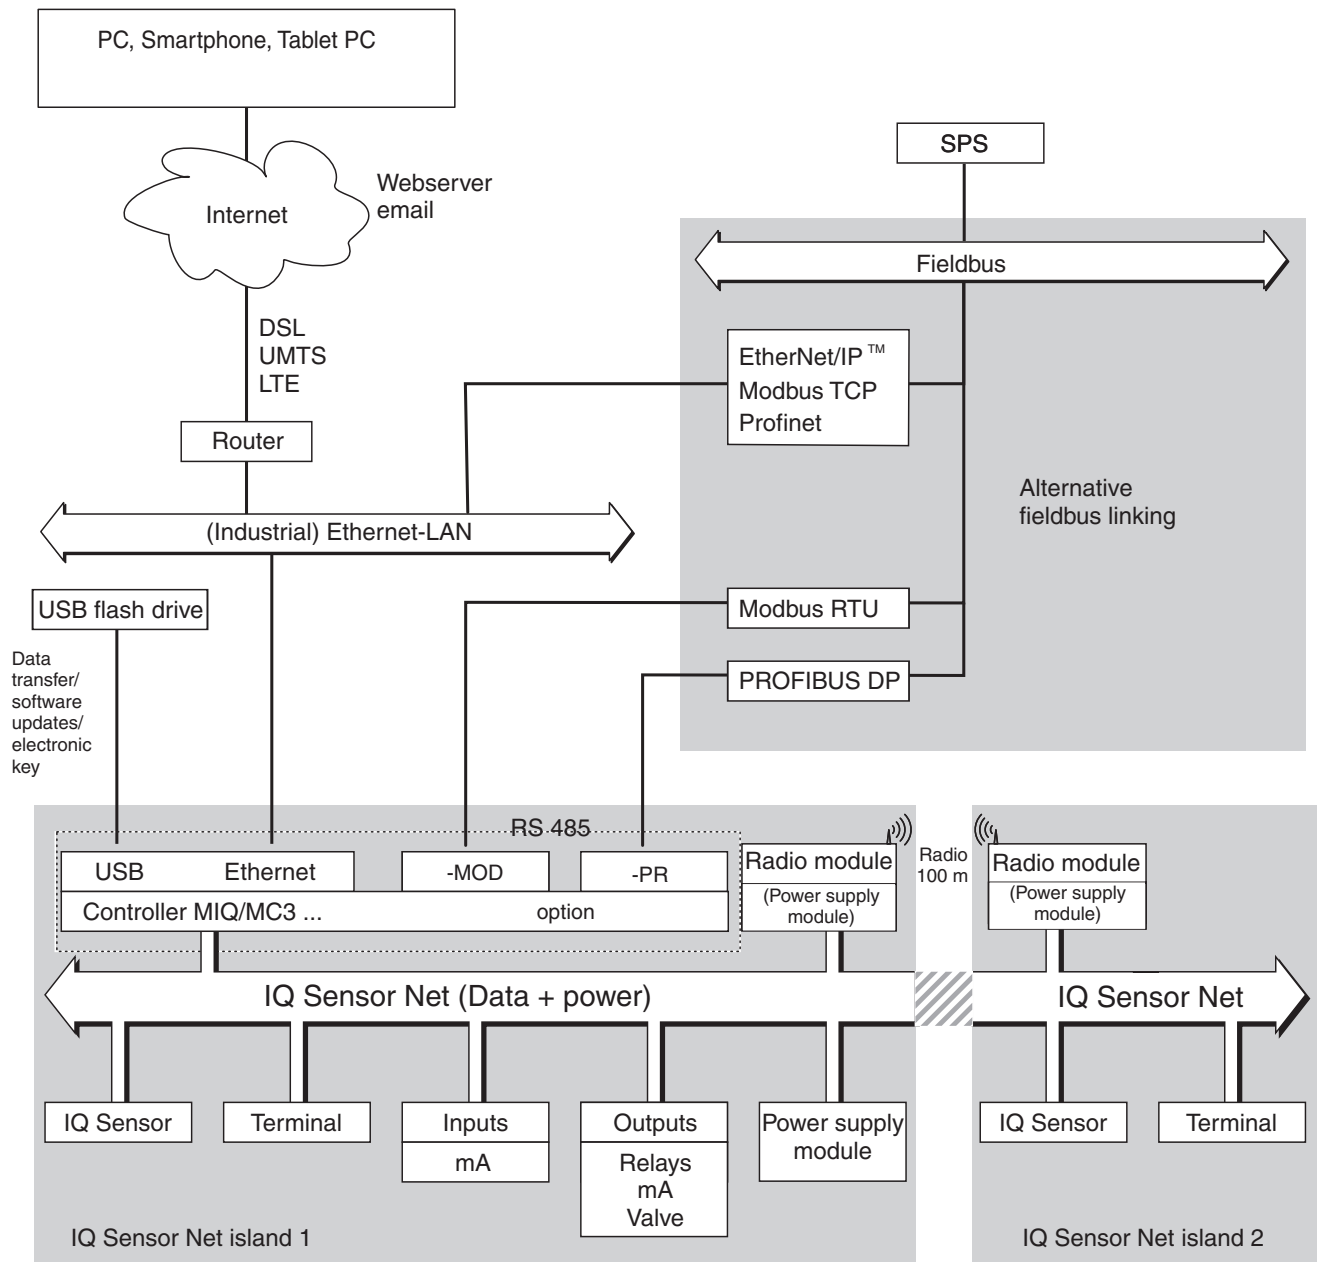 PC, Smartphone, Tablet PC
Internet
Webserver
email
DSL
UMTS
LTE
Router
(Industrial) Ethernet-LAN
SPS
Fieldbus
EtherNet/IP™
Modbus TCP
Profinet
Alternative
fieldbus linking
Modbus RTU
PROFIBUS DP
USB flash drive
Data
transfer/
software
updates/
electronic
key
RS 485
USB
Ethernet
-MOD
-PR
Controller MIQ/MC3 ...
option
Radio module
(Power supply
module)
Radio
100 m
Radio module
(Power supply
module)
IQ Sensor Net (Data + power)
IQ Sensor Net
IQ Sensor
Terminal
Inputs
mA
Outputs
Relays
mA
Valve
Power supply
module
IQ Sensor
Terminal
IQ Sensor Net island 1
IQ Sensor Net island 2